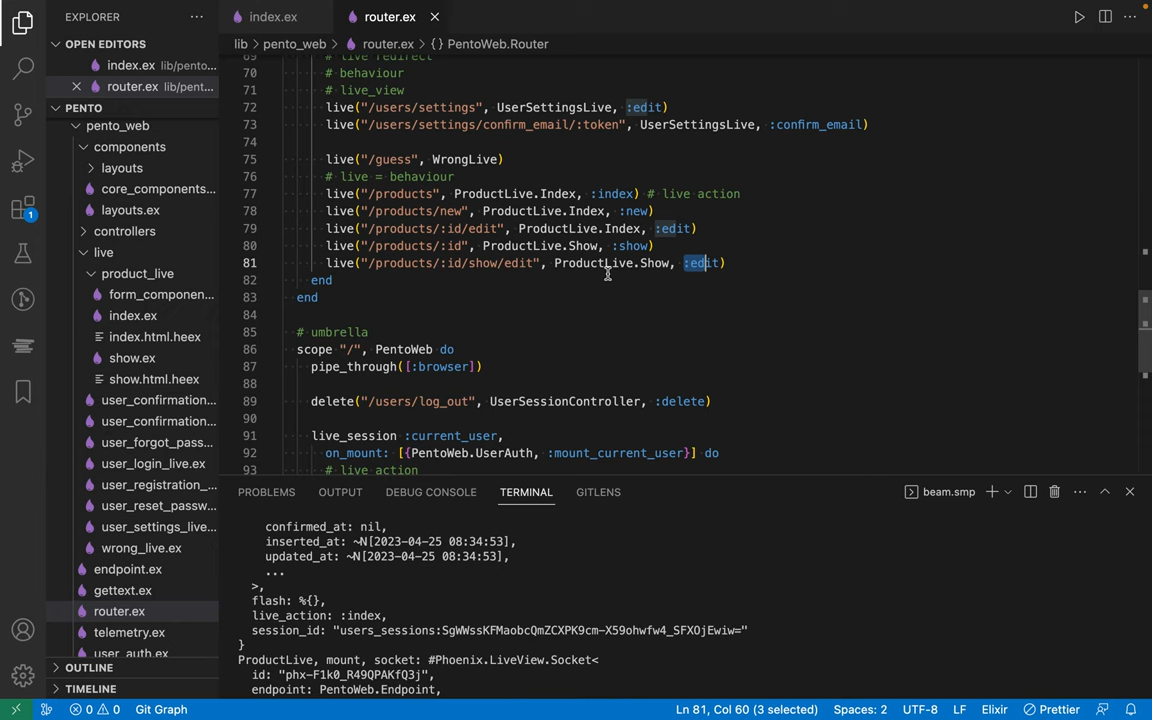 EXPLORER
OPEN EDITORS
index.ex lib/pento...
router.ex lib/pent...
PENTO
pento_web
components
layouts
core_components...
layouts.ex
controllers
live
product_live
form_componen...
index.ex
index.html.heex
show.ex
show.html.heex
user_confirmation...
user_confirmation...
user_forgot_pass...
user_login_live.ex
user_registration_...
user_reset_passw...
user_settings_live...
wrong_live.ex
endpoint.ex
gettext.ex
router.ex
telemetry.ex
user_auth.ex
OUTLINE
TIMELINE
1
index.ex router.ex
lib > pento_web > router.ex > {} PentoWeb.Router
69 # live redirect
70 # behaviour
71 # live_view
72 live("/users/settings", UserSettingsLive, :edit)
73 live("/users/settings/confirm_email/:token", UserSettingsLive, :confirm_email)
74
75 live("/guess", WrongLive)
76 # live = behaviour
77 live("/products", ProductLive.Index, :index) # live action
78 live("/products/new", ProductLive.Index, :new)
79 live("/products/:id/edit", ProductLive.Index, :edit)
80 live("/products/:id", ProductLive.Show, :show)
81 live("/products/:id/show/edit", ProductLive.Show, :edit)
82 end
83 end
84
85 # umbrella
86 scope "/", PentoWeb do
87 pipe_through([:browser])
88
89 delete("/users/log_out", UserSessionController, :delete)
90
91 live_session :current_user,
92 on_mount: [{PentoWeb.UserAuth, :mount_current_user}] do
93 # live action
PROBLEMS OUTPUT DEBUG CONSOLE TERMINAL GITLENS
beam.smp
confirmed_at: nil,
inserted_at: ~N[2023-04-25 08:34:53],
updated_at: ~N[2023-04-25 08:34:53],
...
>,
flash: %{},
live_action: :index,
session_id: "users_sessions:SgWWssKFMaobcQmZCXPK9cm-X59ohwfw4_SFXOjEwiw="
}
ProductLive, mount, socket: #Phoenix.LiveView.Socket<
id: "phx-F1k0_R49QPAKfQ3j",
endpoint: PentoWeb.Endpoint,
0 0 Git Graph Ln 81, Col 60 (3 selected) Spaces: 2 UTF-8 LF Elixir Prettier